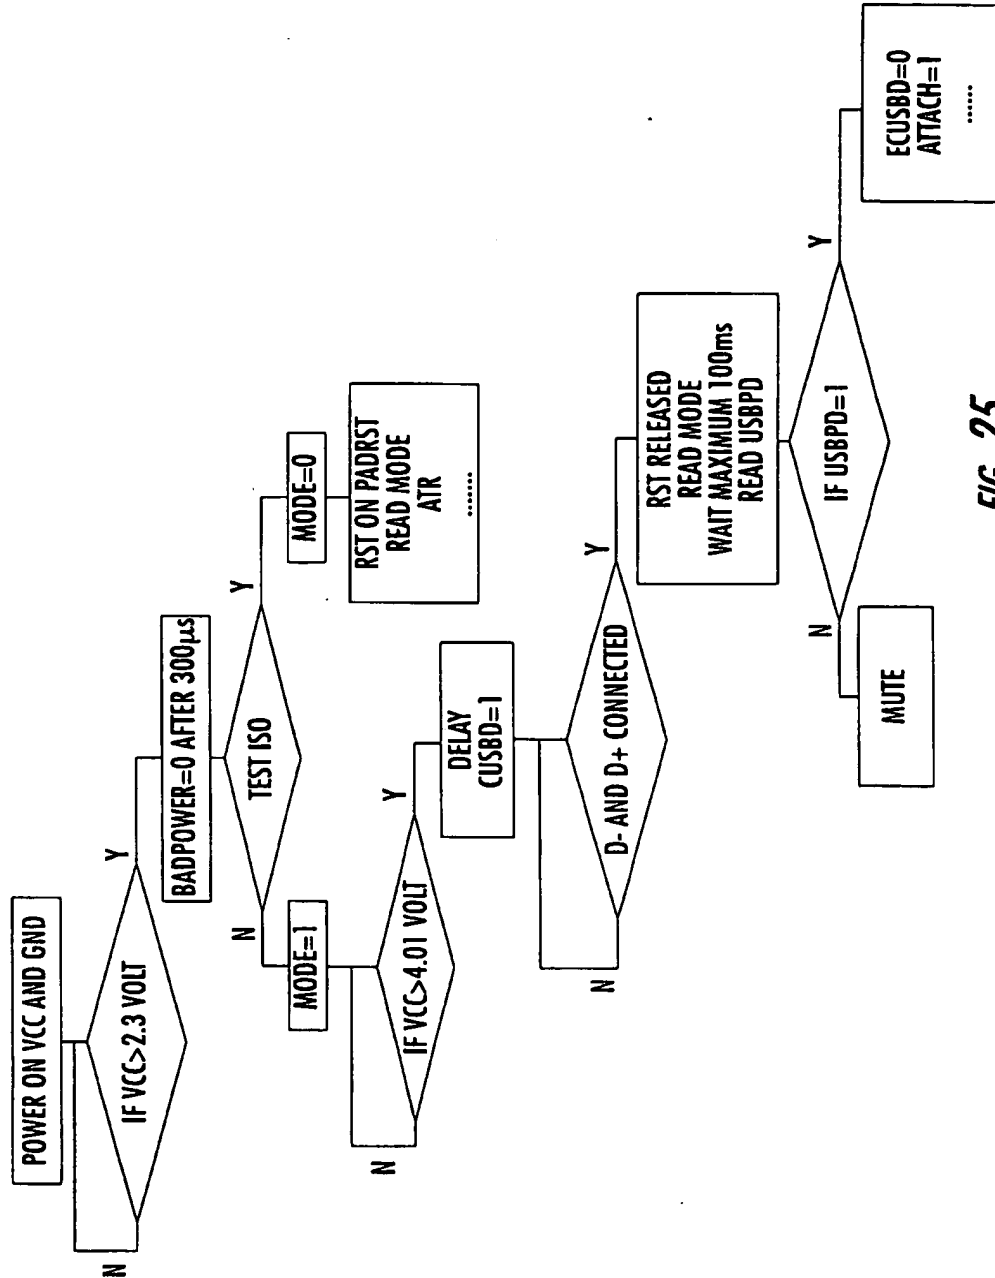 POWER ON VCC AND GND
IF VCC>2.3 VOLT
N
Y
BADPOWER=0 AFTER 300µs
TEST ISO
N
Y
MODE=1
MODE=0
RST ON PADRST
READ MODE
ATR
.......
IF VCC>4.01 VOLT
N
Y
DELAY
CUSBD=1
D- AND D+ CONNECTED
N
Y
RST RELEASED
READ MODE
WAIT MAXIMUM 100ms
READ USBPD
IF USBPD=1
N
Y
MUTE
ECUSBD=0
ATTACH=1
......
FIG. 25